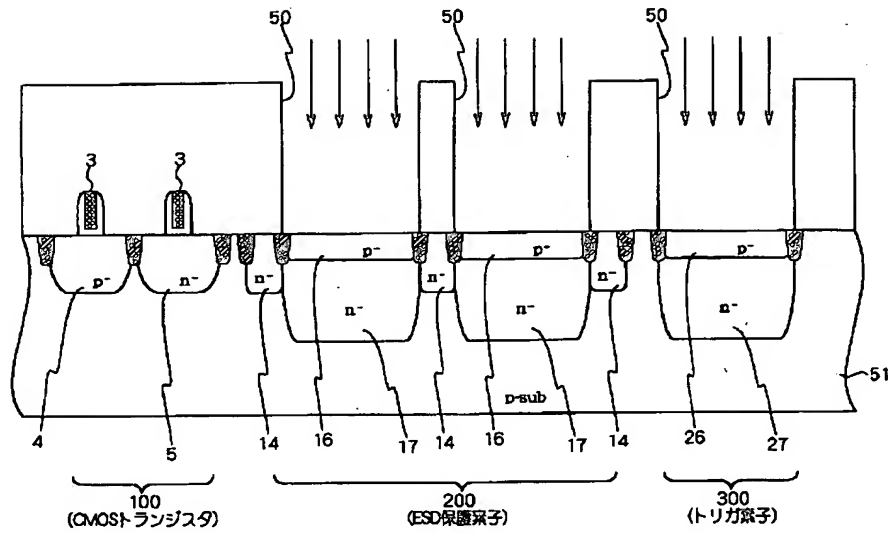 50 50 50
3 3
p⁻ n⁻ n⁻ p⁻ n⁻ p⁻ n⁻ p⁻
n⁻ n⁻ n⁻
p-sub
51
4 5 14 16 17 14 16 17 14 26 27
100 200 300
(CMOSトランジスタ) (ESD保護素子) (トリガ素子)